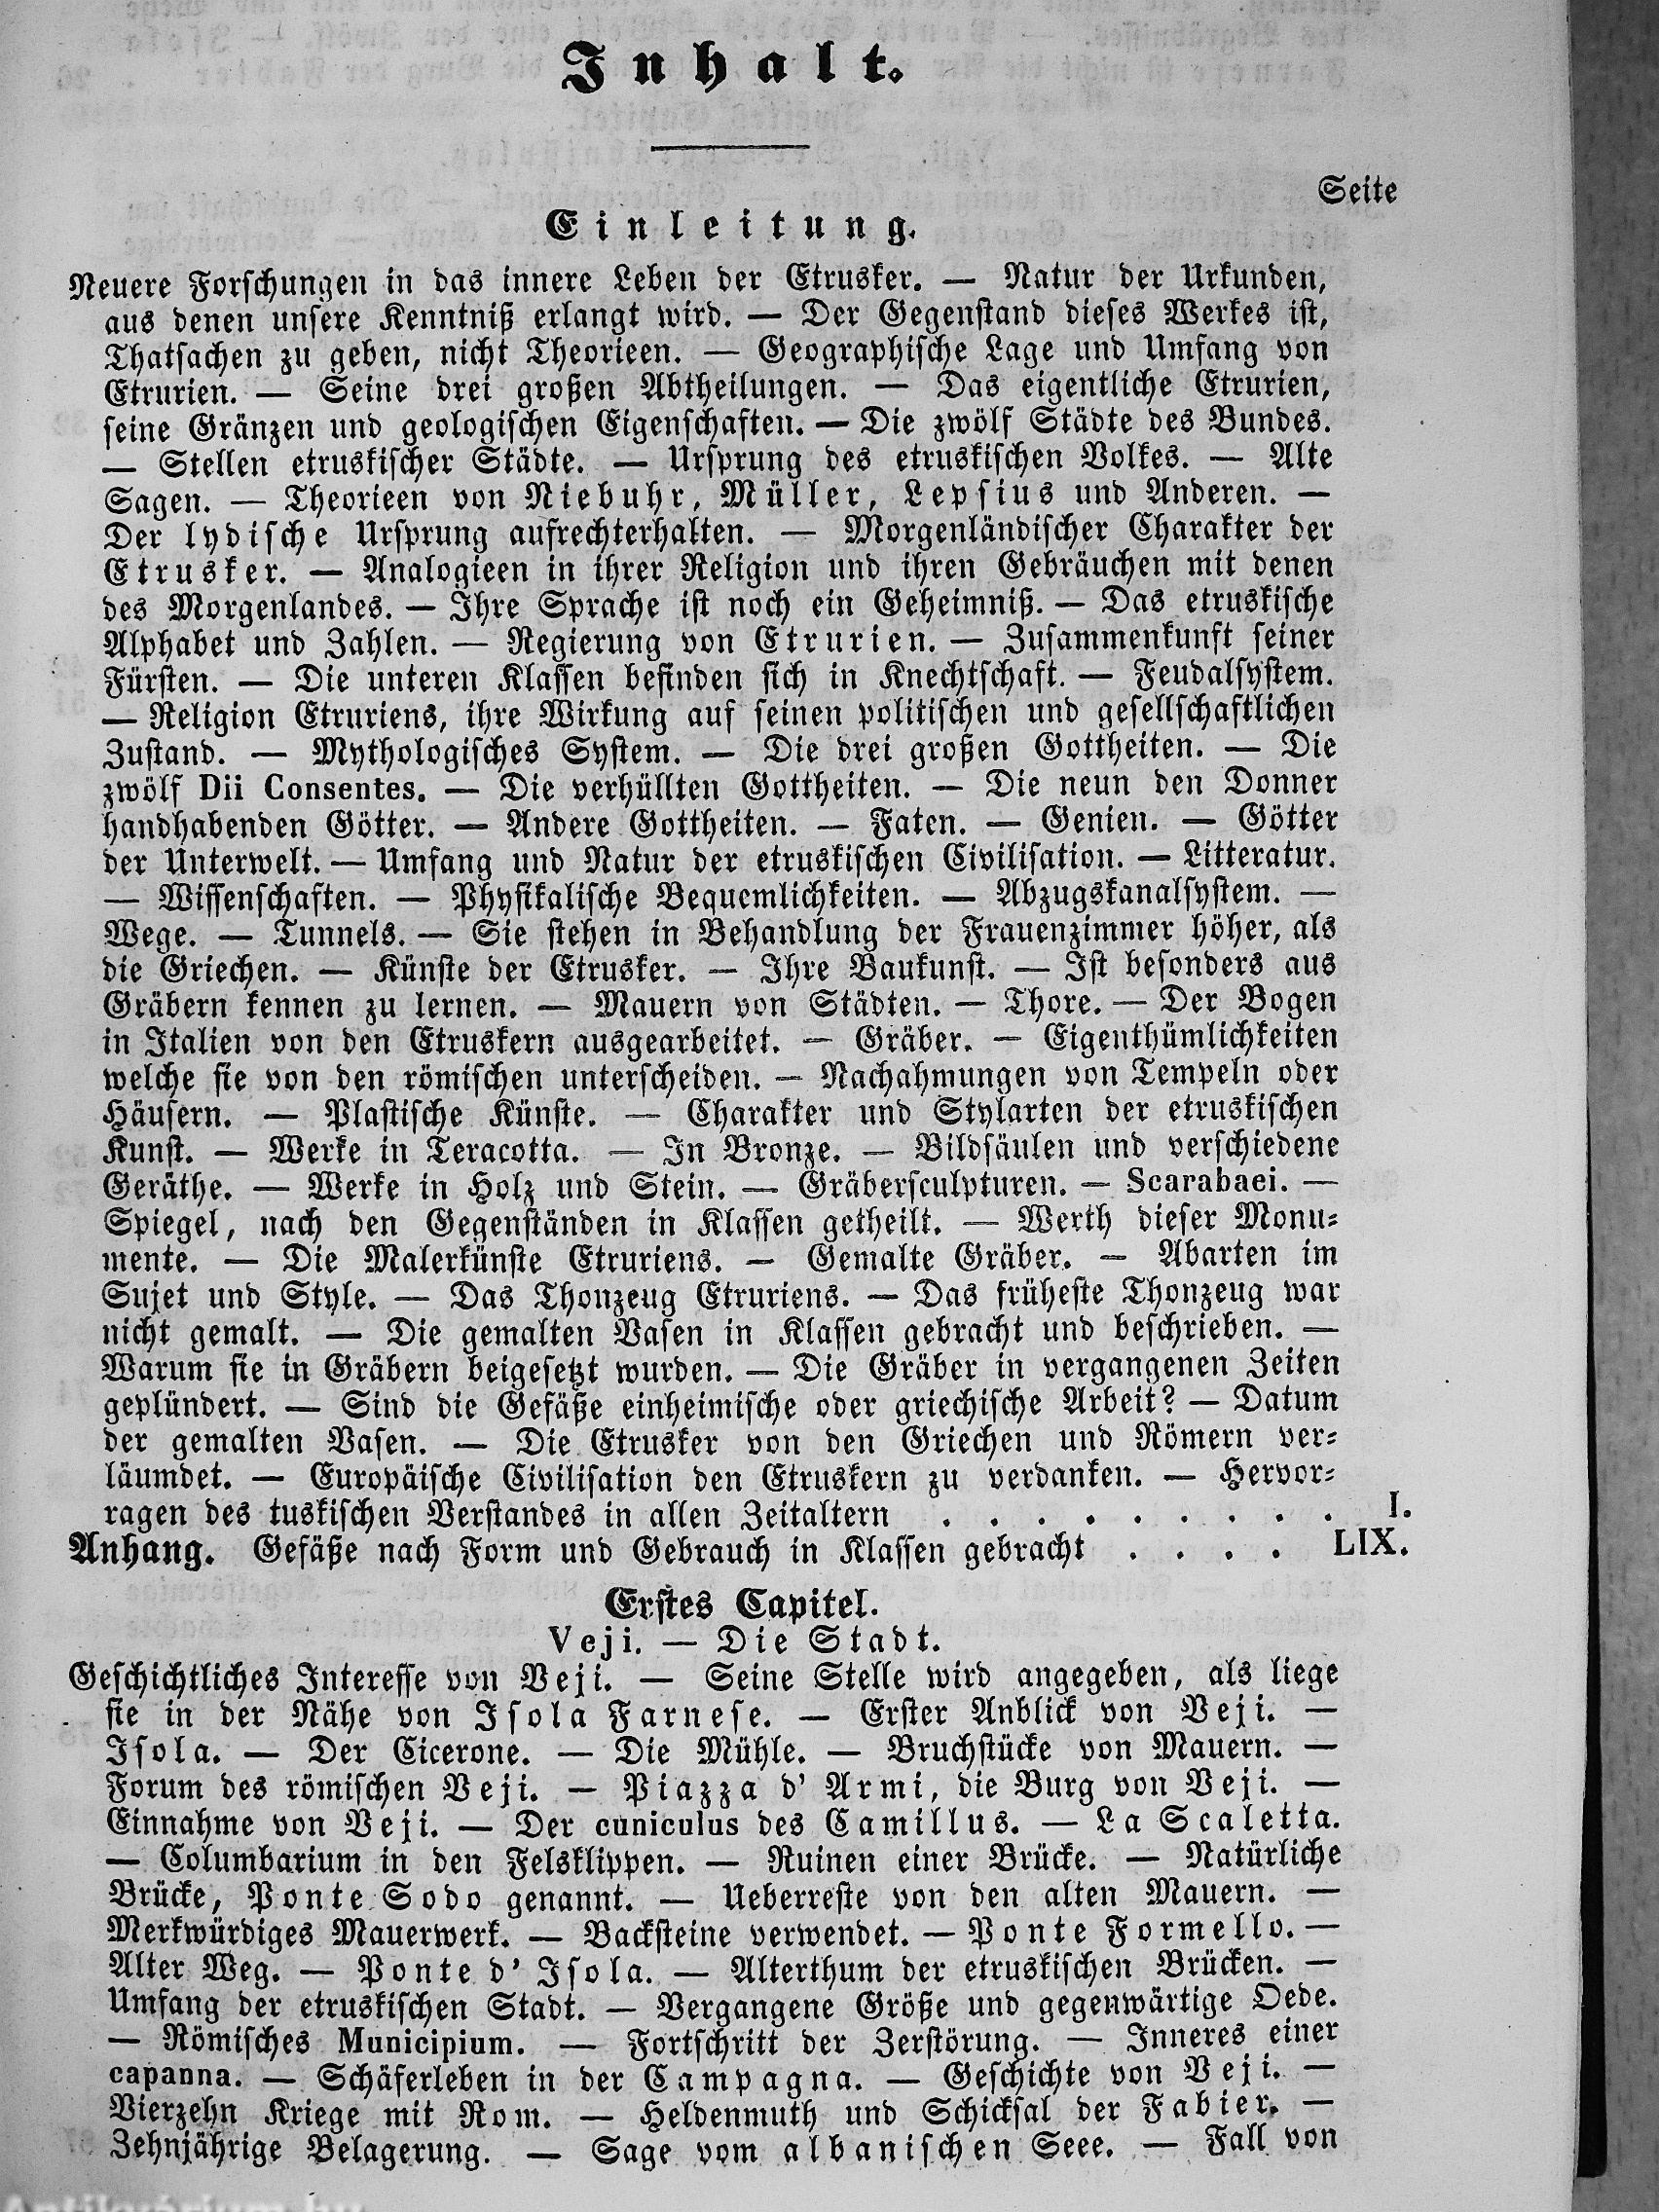 Inhalt.
Seite
Einleitung.
Neuere Forschungen in das innere Leben der Etrusker. — Natur der Urkunden,
aus denen unsere Kenntniß erlangt wird. — Der Gegenstand dieses Werkes ist,
Thatsachen zu geben, nicht Theorieen. — Geographische Lage und Umfang von
Etrurien. — Seine drei großen Abtheilungen. — Das eigentliche Etrurien,
seine Gränzen und geologischen Eigenschaften. — Die zwölf Städte des Bundes.
— Stellen etruskischer Städte. — Ursprung des etruskischen Volkes. — Alte
Sagen. — Theorieen von Niebuhr, Müller, Lepsius und Anderen. —
Der lydische Ursprung aufrechterhalten. — Morgenländischer Charakter der
Etrusker. — Analogieen in ihrer Religion und ihren Gebräuchen mit denen
des Morgenlandes. — Ihre Sprache ist noch ein Geheimniß. — Das etruskische
Alphabet und Zahlen. — Regierung von Etrurien. — Zusammenkunft seiner
Fürsten. — Die unteren Klassen befinden sich in Knechtschaft. — Feudalsystem.
— Religion Etruriens, ihre Wirkung auf seinen politischen und gesellschaftlichen
Zustand. — Mythologisches System. — Die drei großen Gottheiten. — Die
zwölf Dii Consentes. — Die verhüllten Gottheiten. — Die neun den Donner
handhabenden Götter. — Andere Gottheiten. — Faten. — Genien. — Götter
der Unterwelt. — Umfang und Natur der etruskischen Civilisation. — Litteratur.
— Wissenschaften. — Physikalische Bequemlichkeiten. — Abzugskanalsystem. —
Wege. — Tunnels. — Sie stehen in Behandlung der Frauenzimmer höher, als
die Griechen. — Künste der Etrusker. — Ihre Baukunst. — Ist besonders aus
Gräbern kennen zu lernen. — Mauern von Städten. — Thore. — Der Bogen
in Italien von den Etruskern ausgearbeitet. — Gräber. — Eigenthümlichkeiten
welche sie von den römischen unterscheiden. — Nachahmungen von Tempeln oder
Häusern. — Plastische Künste. — Charakter und Stylarten der etruskischen
Kunst. — Werke in Teracotta. — In Bronze. — Bildsäulen und verschiedene
Geräthe. — Werke in Holz und Stein. — Gräbersculpturen. — Scarabaei. —
Spiegel, nach den Gegenständen in Klassen getheilt. — Werth dieser Monu-
mente. — Die Malerkünste Etruriens. — Gemalte Gräber. — Abarten im
Sujet und Style. — Das Thonzeug Etruriens. — Das früheste Thonzeug war
nicht gemalt. — Die gemalten Vasen in Klassen gebracht und beschrieben. —
Warum sie in Gräbern beigesetzt wurden. — Die Gräber in vergangenen Zeiten
geplündert. — Sind die Gefäße einheimische oder griechische Arbeit? — Datum
der gemalten Vasen. — Die Etrusker von den Griechen und Römern ver-
läumdet. — Europäische Civilisation den Etruskern zu verdanken. — Hervor-
ragen des tuskischen Verstandes in allen Zeitaltern . . . . . . . . . I.
Anhang. Gefäße nach Form und Gebrauch in Klassen gebracht . . . . LIX.
Erstes Capitel.
Veji. — Die Stadt.
Geschichtliches Interesse von Veji. — Seine Stelle wird angegeben, als liege
sie in der Nähe von Isola Farnese. — Erster Anblick von Veji. —
Isola. — Der Cicerone. — Die Mühle. — Bruchstücke von Mauern. —
Forum des römischen Veji. — Piazza d' Armi, die Burg von Veji. —
Einnahme von Veji. — Der cuniculus des Camillus. — La Scaletta.
— Columbarium in den Felsklippen. — Ruinen einer Brücke. — Natürliche
Brücke, Ponte Sodo genannt. — Ueberreste von den alten Mauern. —
Merkwürdiges Mauerwerk. — Backsteine verwendet. — Ponte Formello. —
Alter Weg. — Ponte d' Isola. — Alterthum der etruskischen Brücken. —
Umfang der etruskischen Stadt. — Vergangene Größe und gegenwärtige Oede.
— Römisches Municipium. — Fortschritt der Zerstörung. — Inneres einer
capanna. — Schäferleben in der Campagna. — Geschichte von Veji. —
Vierzehn Kriege mit Rom. — Heldenmuth und Schicksal der Fabier. —
Zehnjährige Belagerung. — Sage vom albanischen Seee. — Fall von